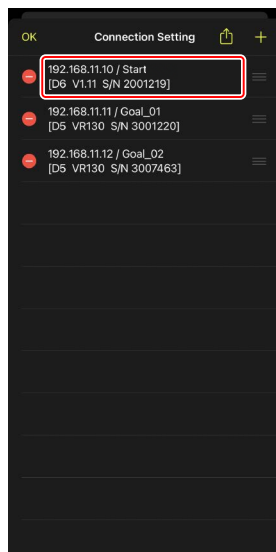 OK Connection Setting +
192.168.11.10 / Start
[D6 V1.11 S/N 2001219]
192.168.11.11 / Goal_01
[D5 VR130 S/N 3001220]
192.168.11.12 / Goal_02
[D5 VR130 S/N 3007463]